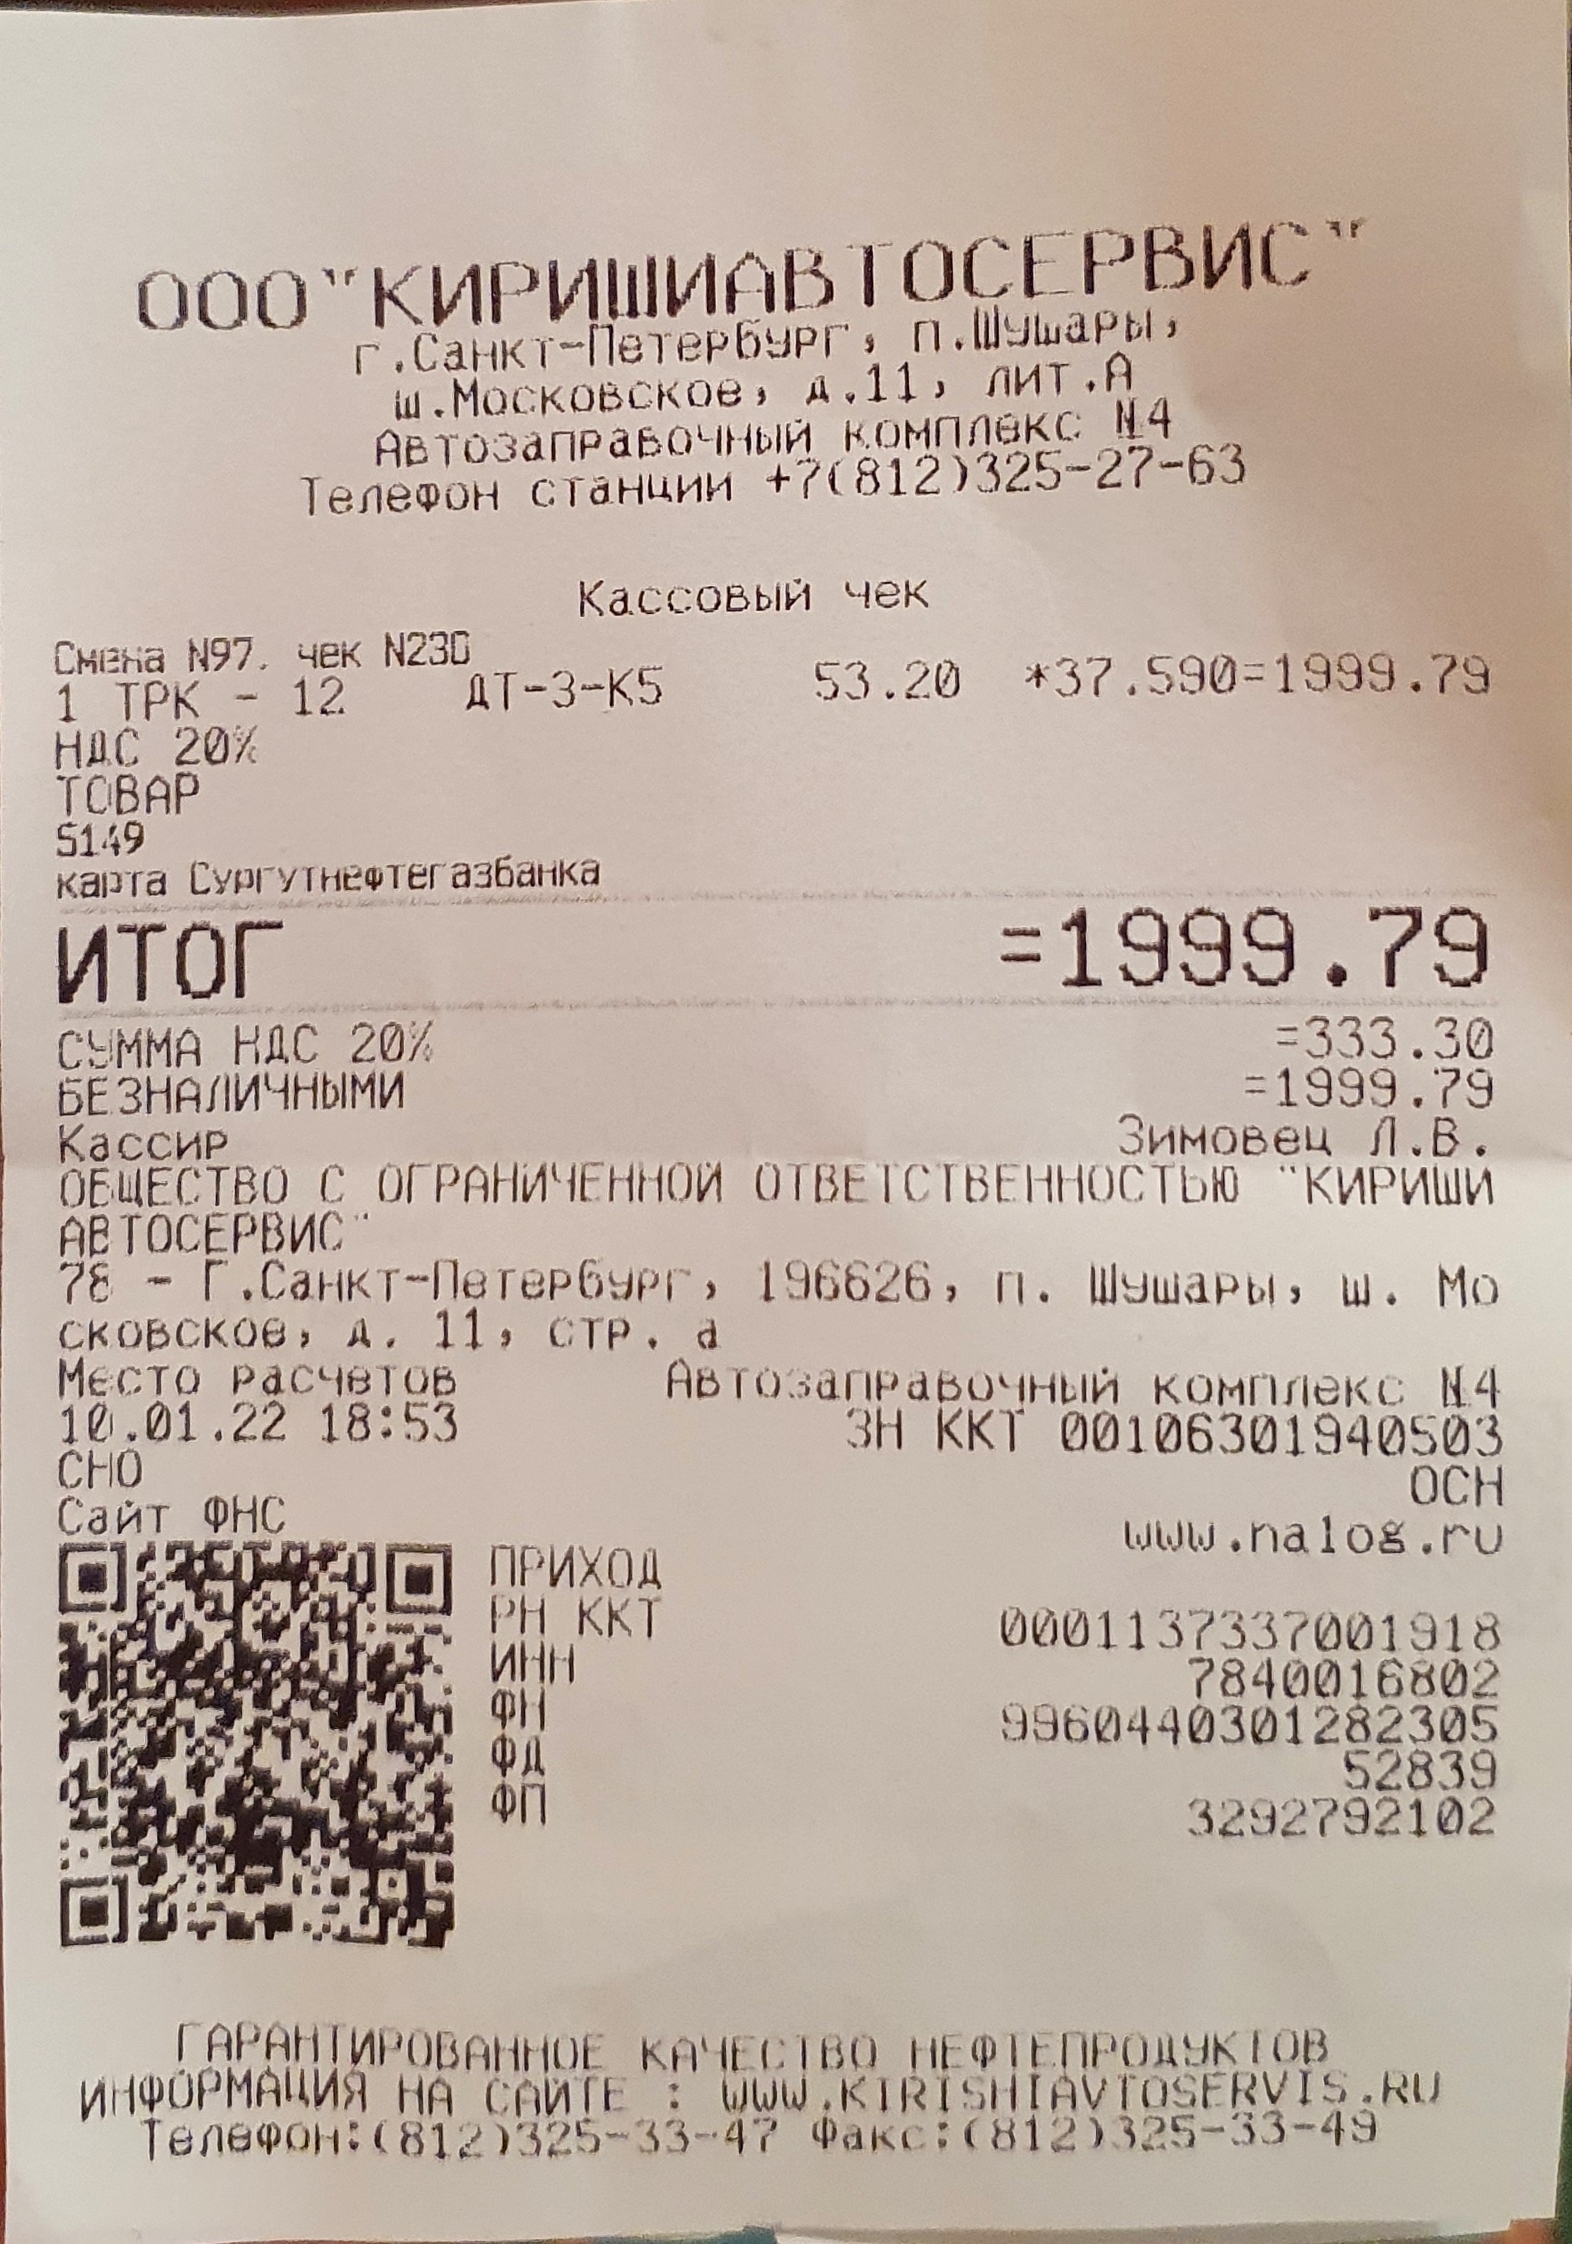 ООО"КИРИШИАВТОСЕРВИС"
г.Санкт-Петербург, п.Шушары,
ш.Московское, д.11, лит.А
Автозаправочный комплекс N4
Телефон станции +7(812)325-27-63
Кассовый чек
Смена N97. чек N230
1 ТРК - 12 ДТ-З-К5 53.20 *37.590=1999.79
НДС 20%
ТОВАР
5149
карта Сургутнефтегазбанка
ИТОГ =1999.79
СУММА НДС 20% =333.30
БЕЗНАЛИЧНЫМИ =1999.79
Кассир Зимовец Л.В.
ОБЩЕСТВО С ОГРАНИЧЕННОЙ ОТВЕТСТВЕННОСТЬЮ "КИРИШИ
АВТОСЕРВИС"
78 - Г.Санкт-Петербург, 196626, п. Шушары, ш. Мо
сковское, д. 11, стр. а
Место расчетов Автозаправочный комплекс N4
10.01.22 18:53 ЗН ККТ 00106301940503
СНО ОСН
Сайт ФНС www.nalog.ru
ПРИХОД
РН ККТ 0001137337001918
ИНН 7840016802
ФН 9960440301282305
ФД 52839
ФП 3292792102
ГАРАНТИРОВАННОЕ КАЧЕСТВО НЕФТЕПРОДУКТОВ
ИНФОРМАЦИЯ НА САЙТЕ : WWW.KIRISHIAVTOSERVIS.RU
Телефон:(812)325-33-47 Факс:(812)325-33-49